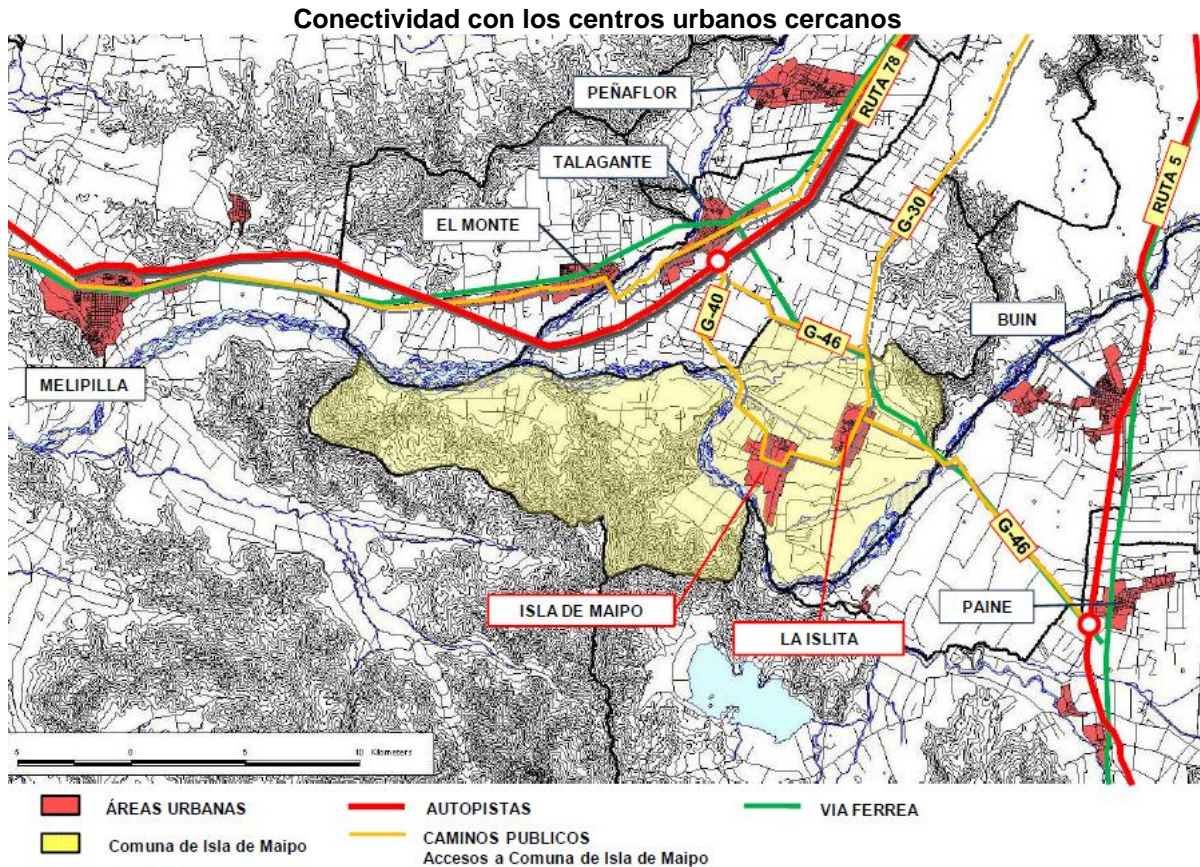 Conectividad con los centros urbanos cercanos
PEÑAFLOR
RUTA 78
TALAGANTE
RUTA 5
EL MONTE
G-30
G-40
G-46
BUIN
MELIPILLA
G-46
ISLA DE MAIPO
PAINE
LA ISLITA
5 0 5 10 Kilometers
ÁREAS URBANAS
AUTOPISTAS
VIA FERREA
Comuna de Isla de Maipo
CAMINOS PUBLICOS
Accesos a Comuna de Isla de Maipo